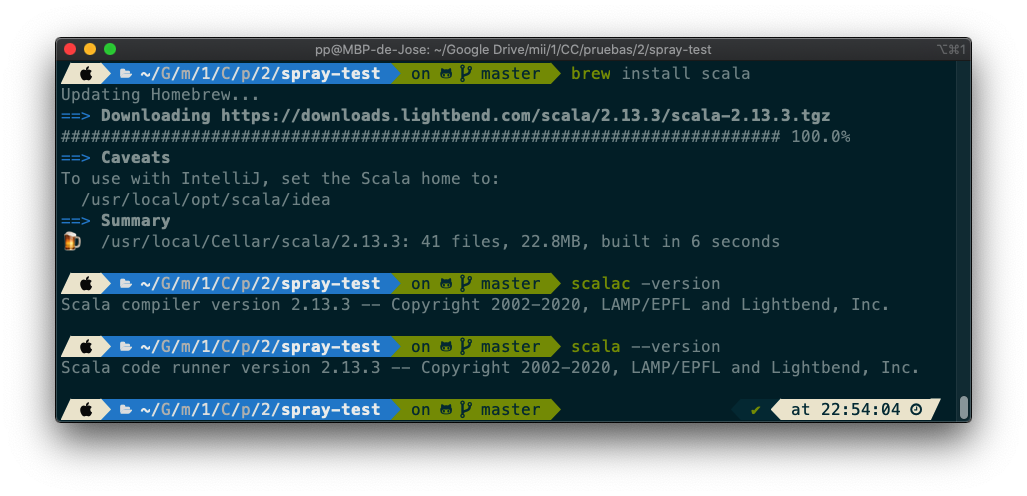 pp@MBP-de-Jose: ~/Google Drive/mii/1/CC/pruebas/2/spray-test ⌥⌘1
~/G/m/1/C/p/2/spray-test on master brew install scala
Updating Homebrew...
==> Downloading https://downloads.lightbend.com/scala/2.13.3/scala-2.13.3.tgz
######################################################################## 100.0%
==> Caveats
To use with IntelliJ, set the Scala home to:
/usr/local/opt/scala/idea
==> Summary
🍺 /usr/local/Cellar/scala/2.13.3: 41 files, 22.8MB, built in 6 seconds
~/G/m/1/C/p/2/spray-test on master scalac -version
Scala compiler version 2.13.3 -- Copyright 2002-2020, LAMP/EPFL and Lightbend, Inc.
~/G/m/1/C/p/2/spray-test on master scala --version
Scala code runner version 2.13.3 -- Copyright 2002-2020, LAMP/EPFL and Lightbend, Inc.
~/G/m/1/C/p/2/spray-test on master ✔ at 22:54:04